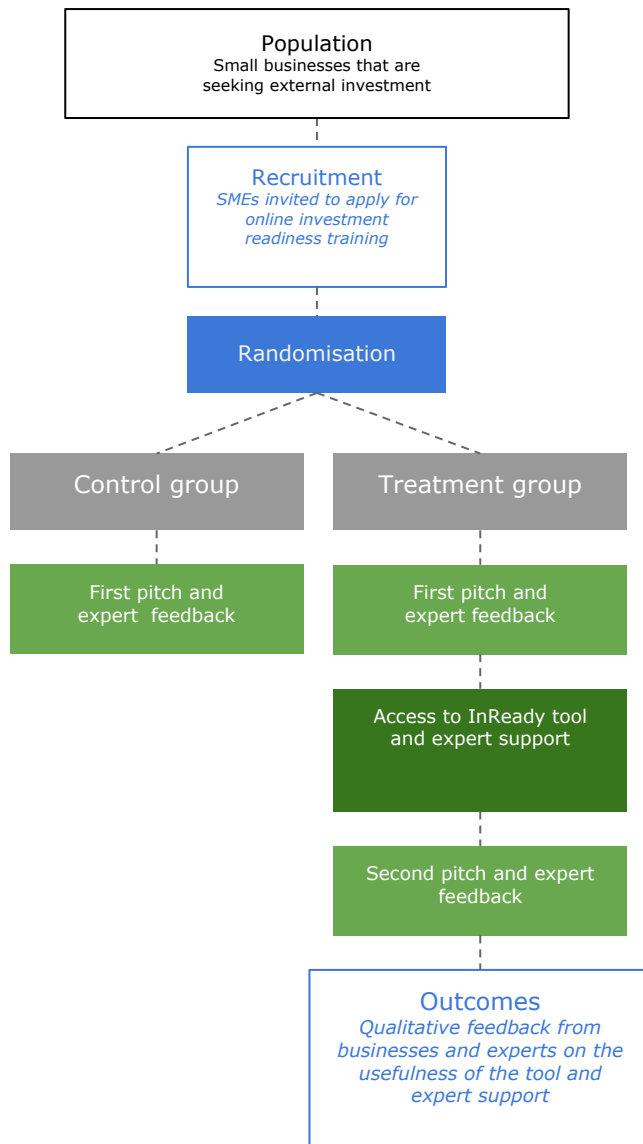 Population
Small businesses that are
seeking external investment
Recruitment
SMEs invited to apply for
online investment
readiness training
Randomisation
Control group
Treatment group
First pitch and
expert feedback
First pitch and
expert feedback
Access to InReady tool
and expert support
Second pitch and expert
feedback
Outcomes
Qualitative feedback from
businesses and experts on the
usefulness of the tool and
expert support